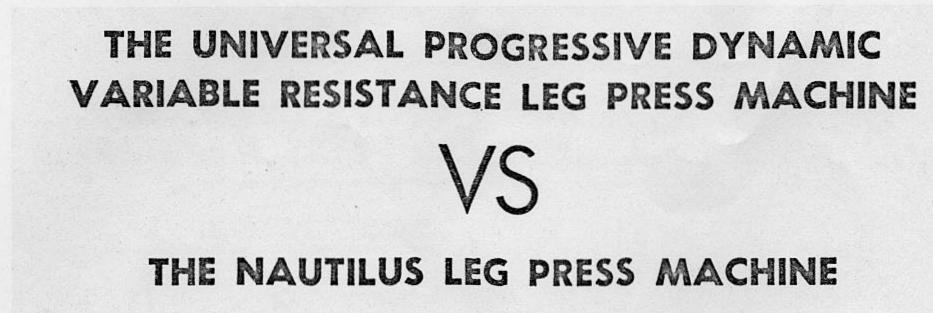 THE UNIVERSAL PROGRESSIVE DYNAMIC
VARIABLE RESISTANCE LEG PRESS MACHINE
VS
THE NAUTILUS LEG PRESS MACHINE